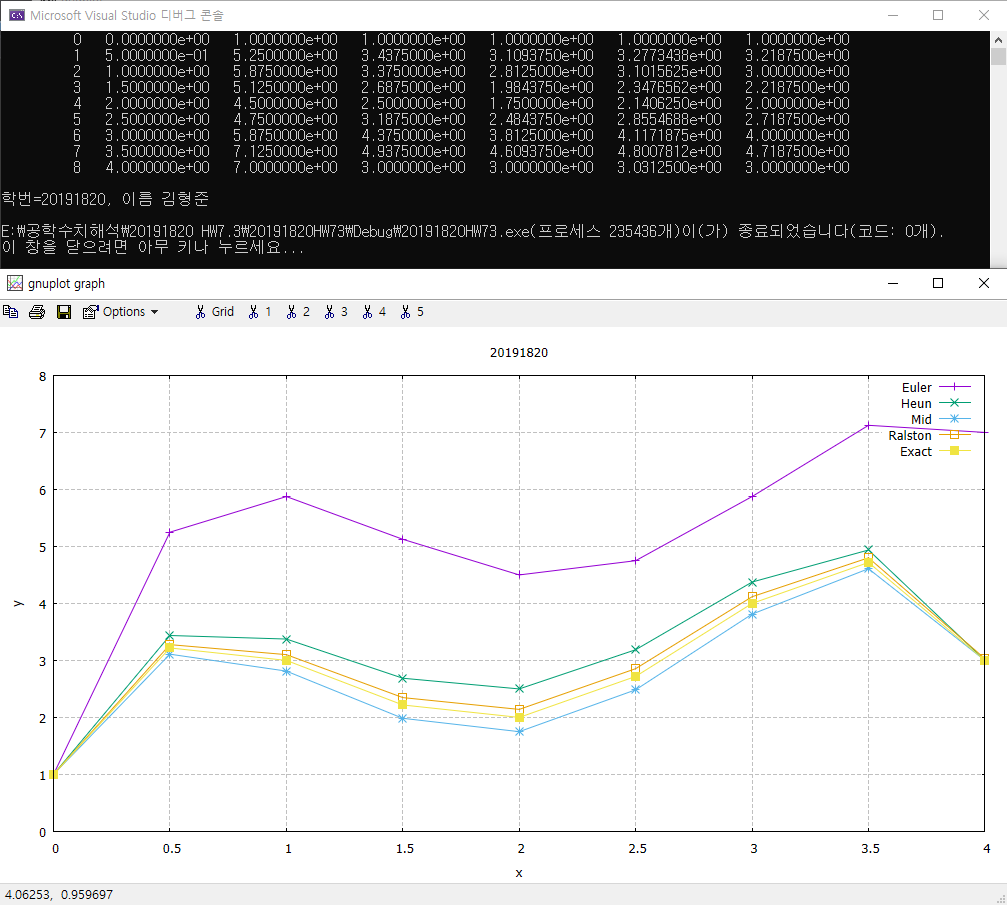 Microsoft Visual Studio 디버그 콘솔
0 0.0000000e+00 1.0000000e+00 1.0000000e+00 1.0000000e+00 1.0000000e+00 1.0000000e+00
1 5.0000000e-01 5.2500000e+00 3.4375000e+00 3.1093750e+00 3.2773438e+00 3.2187500e+00
2 1.0000000e+00 5.8750000e+00 3.3750000e+00 2.8125000e+00 3.1015625e+00 3.0000000e+00
3 1.5000000e+00 5.1250000e+00 2.6875000e+00 1.9843750e+00 2.3476562e+00 2.2187500e+00
4 2.0000000e+00 4.5000000e+00 2.5000000e+00 1.7500000e+00 2.1406250e+00 2.0000000e+00
5 2.5000000e+00 4.7500000e+00 3.1875000e+00 2.4843750e+00 2.8554688e+00 2.7187500e+00
6 3.0000000e+00 5.8750000e+00 4.3750000e+00 3.8125000e+00 4.1171875e+00 4.0000000e+00
7 3.5000000e+00 7.1250000e+00 4.9375000e+00 4.6093750e+00 4.8007812e+00 4.7187500e+00
8 4.0000000e+00 7.0000000e+00 3.0000000e+00 3.0000000e+00 3.0312500e+00 3.0000000e+00
학번=20191820, 이름 김형준
E:\공학수치해석\20191820 HW7.3\20191820HW73\Debug\20191820HW73.exe(프로세스 235436개)이(가) 종료되었습니다(코드: 0개).
이 창을 닫으려면 아무 키나 누르세요...
gnuplot graph
Options Grid 1 2 3 4 5
20191820
8
7
6
5
4
3
2
1
0
y
Euler
Heun
Mid
Ralston
Exact
0 0.5 1 1.5 2 2.5 3 3.5 4
x
4.06253, 0.959697